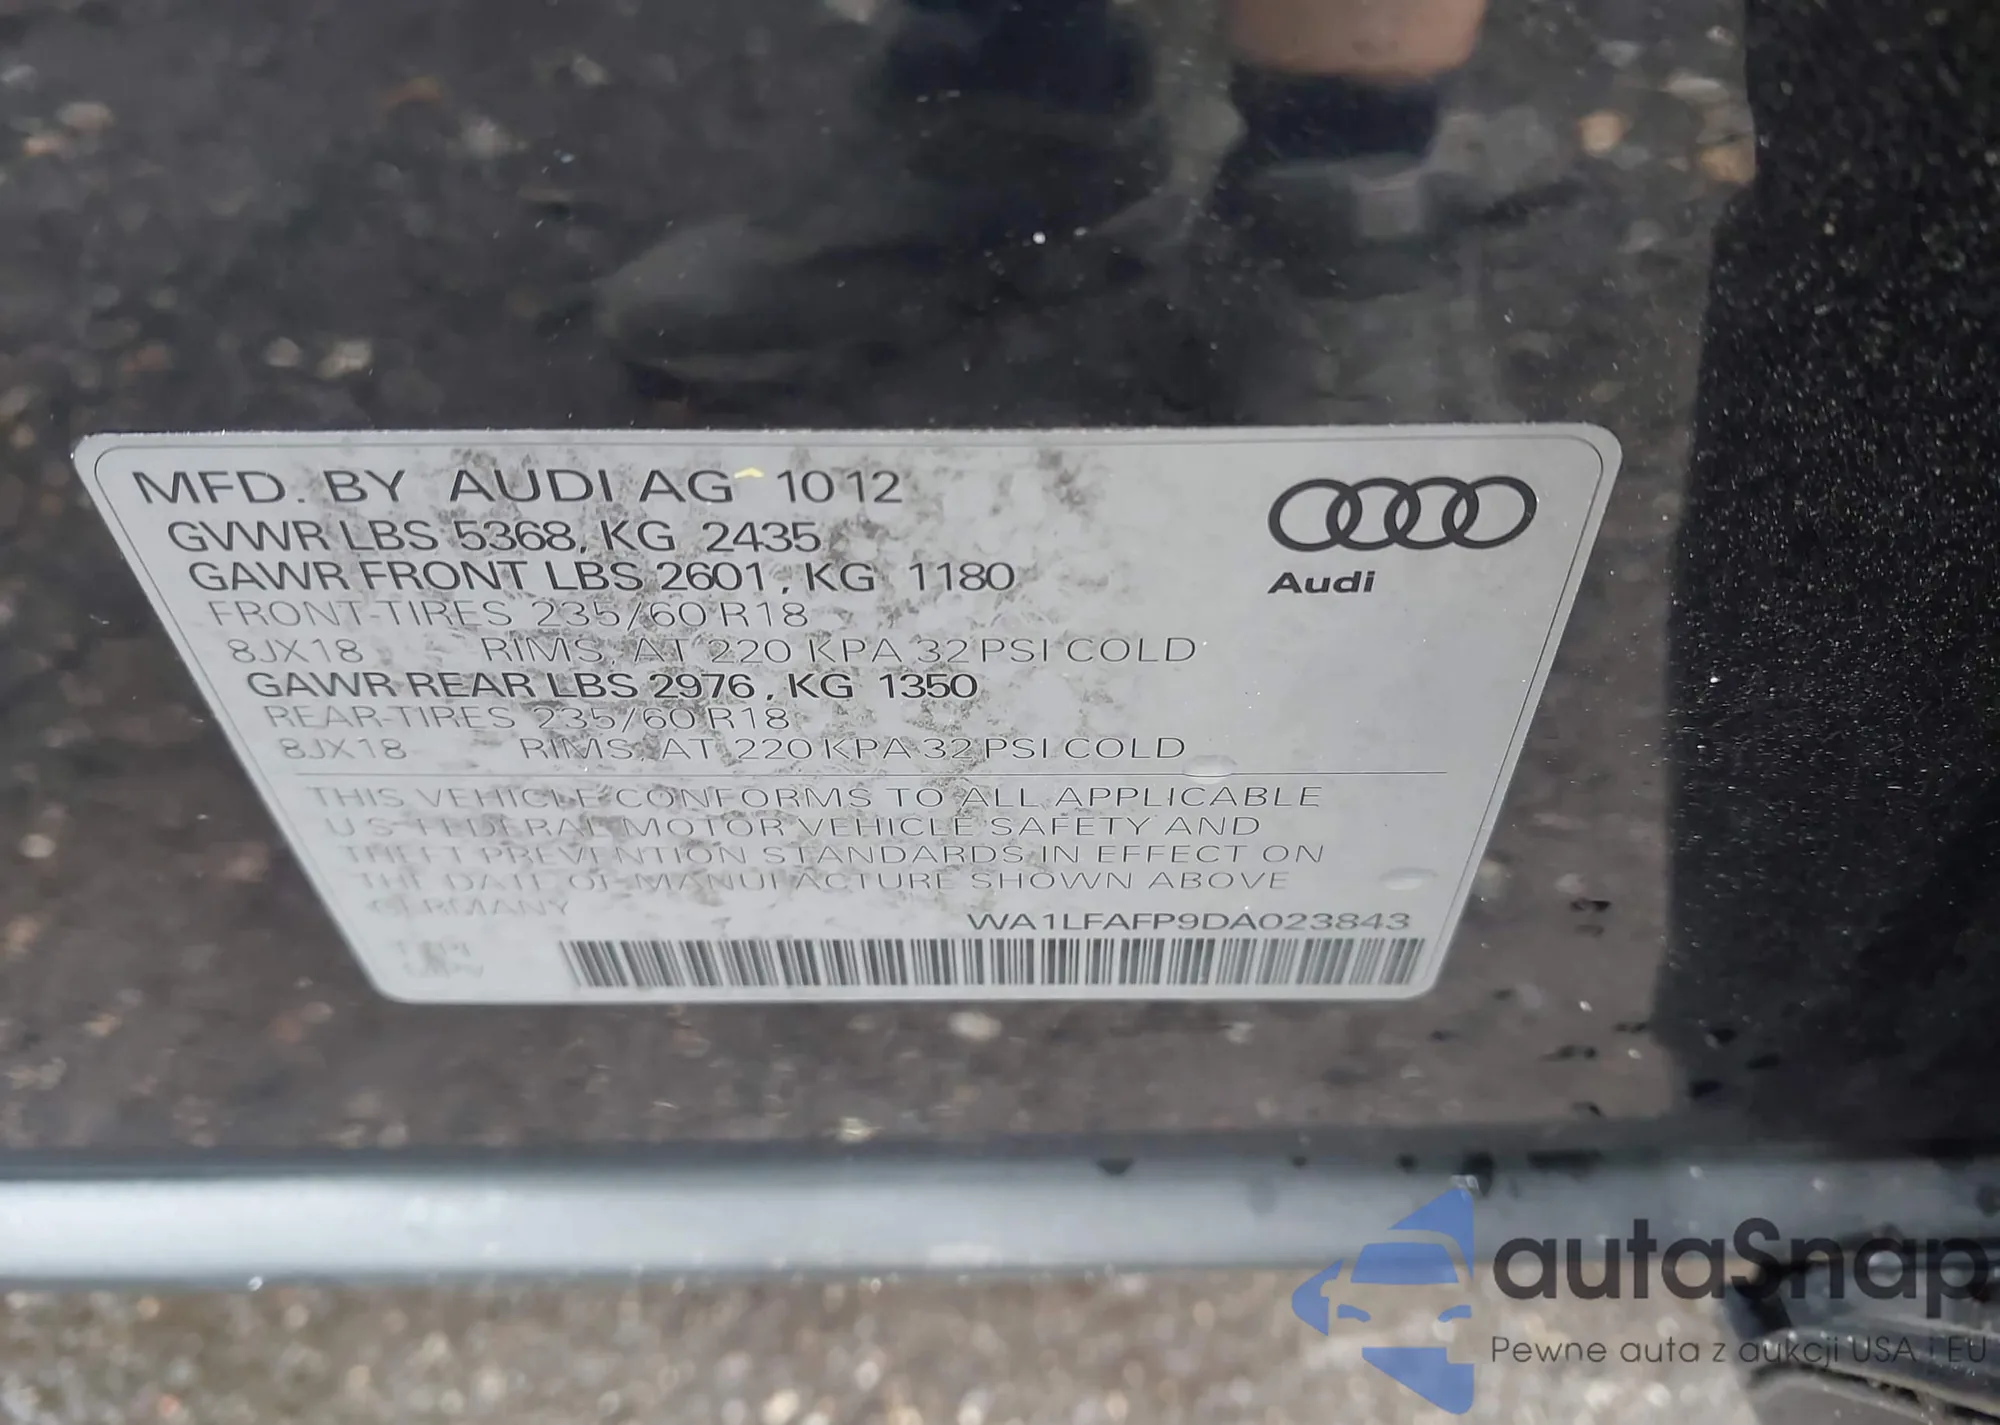 MFD. BY AUDI AG 10 12
GVWR LBS 5368, KG 2435
GAWR FRONT LBS 2601, KG 1180
FRONT-TIRES 235/60 R18
8JX18 RIMS, AT 220 KPA 32 PSI COLD
GAWR REAR LBS 2976, KG 1350
REAR-TIRES 235/60 R18
8JX18 RIMS, AT 220 KPA 32 PSI COLD
Audi
THIS VEHICLE CONFORMS TO ALL APPLICABLE
U S FEDERAL MOTOR VEHICLE SAFETY AND
THEFT PREVENTION STANDARDS IN EFFECT ON
THE DATE OF MANUFACTURE SHOWN ABOVE
GERMANY
WA1LFAFP9DA023843
autaSnap
Pewne auta z aukcji USA i EU